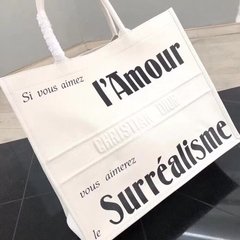 Si vous aimez
l'Amour
CHRISTIAN DIOR
vous aimerez
le
Surréalisme